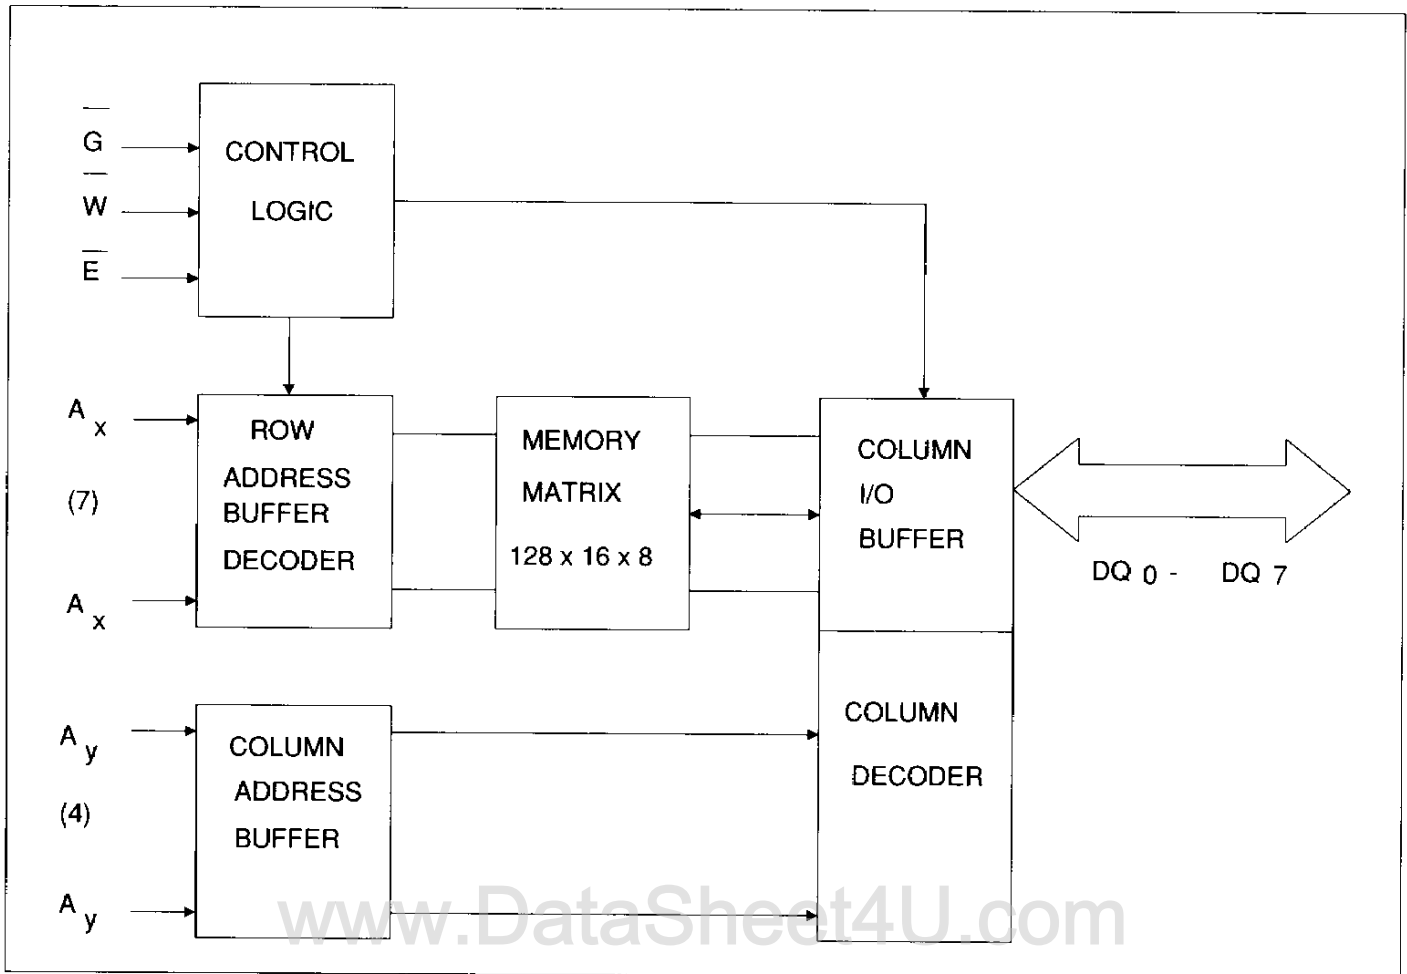 G̅
W̅
E̅
CONTROL
LOGIC
A x
(7)
A x
ROW
ADDRESS
BUFFER
DECODER
MEMORY
MATRIX
128 x 16 x 8
COLUMN
I/O
BUFFER
DQ 0 - DQ 7
A y
(4)
A y
COLUMN
ADDRESS
BUFFER
COLUMN
DECODER
www.DataSheet4U.com